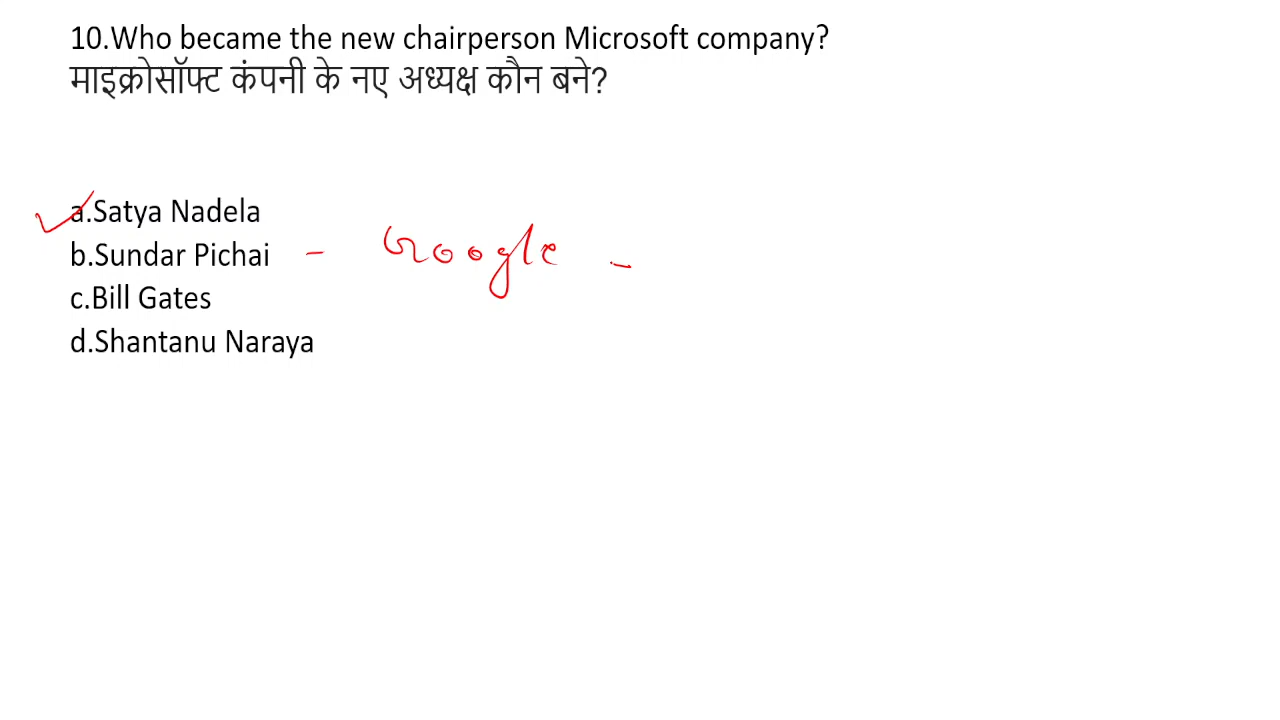 10.Who became the new chairperson Microsoft company?
माइक्रोसॉफ्ट कंपनी के नए अध्यक्ष कौन बने?
a.Satya Nadela
b.Sundar Pichai - Google -
c.Bill Gates
d.Shantanu Naraya